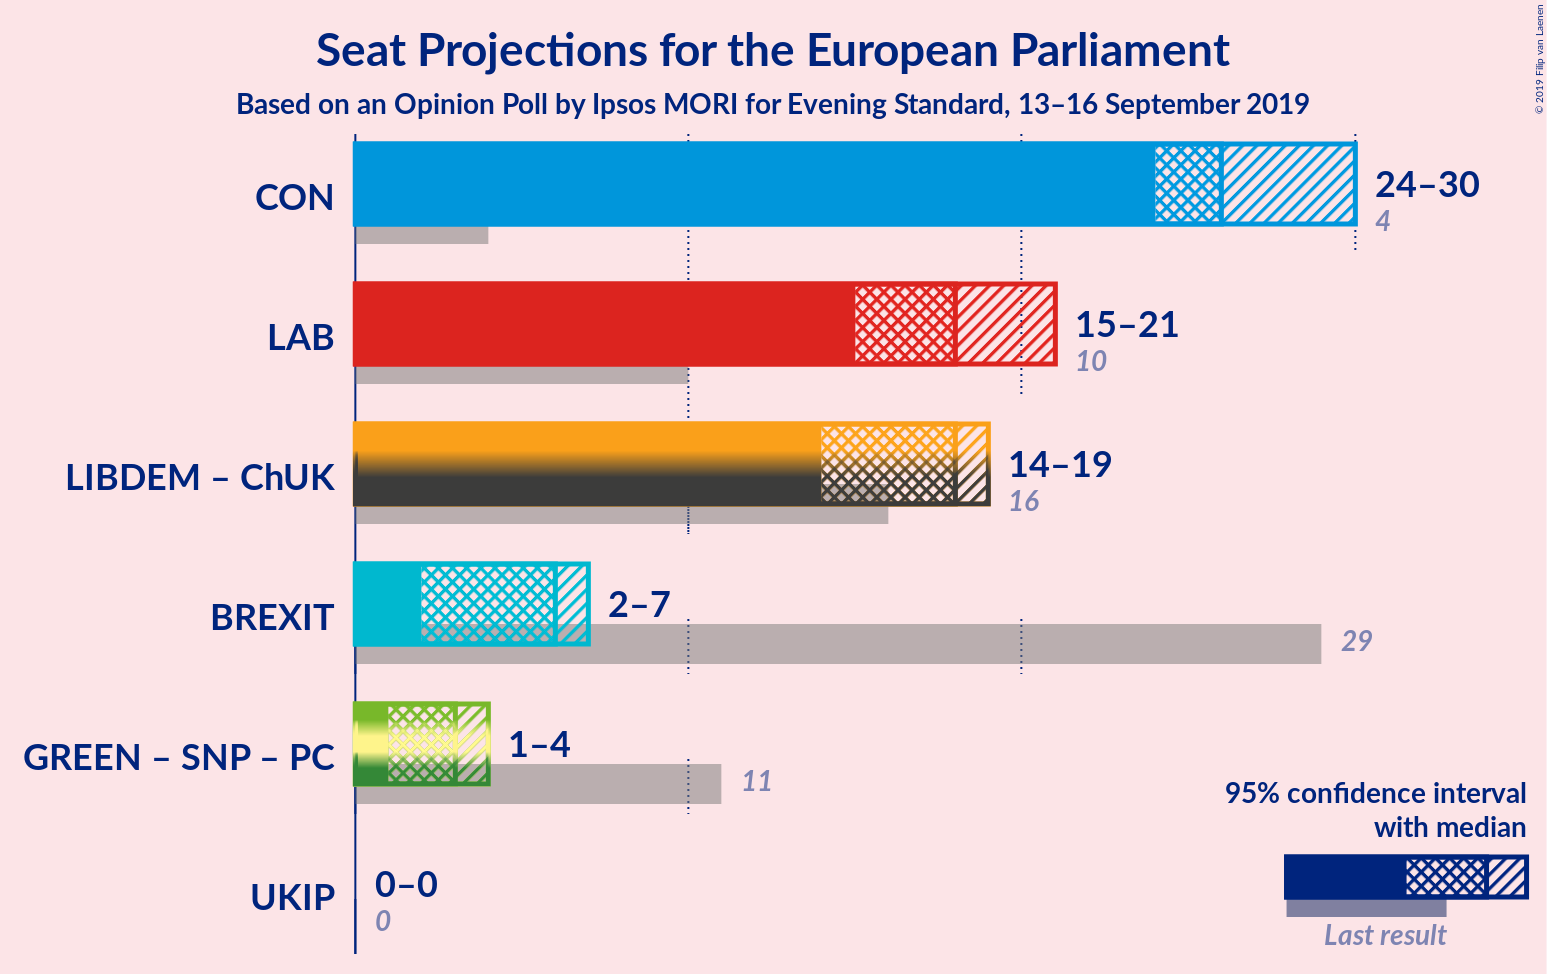 Seat Projections for the European Parliament
Based on an Opinion Poll by Ipsos MORI for Evening Standard, 13–16 September 2019
© 2019 Filip van Laenen
CON
24–30
4
LAB
15–21
10
LIBDEM – ChUK
14–19
16
BREXIT
2–7
29
GREEN – SNP – PC
1–4
11
UKIP
0–0
0
95% confidence interval
with median
Last result